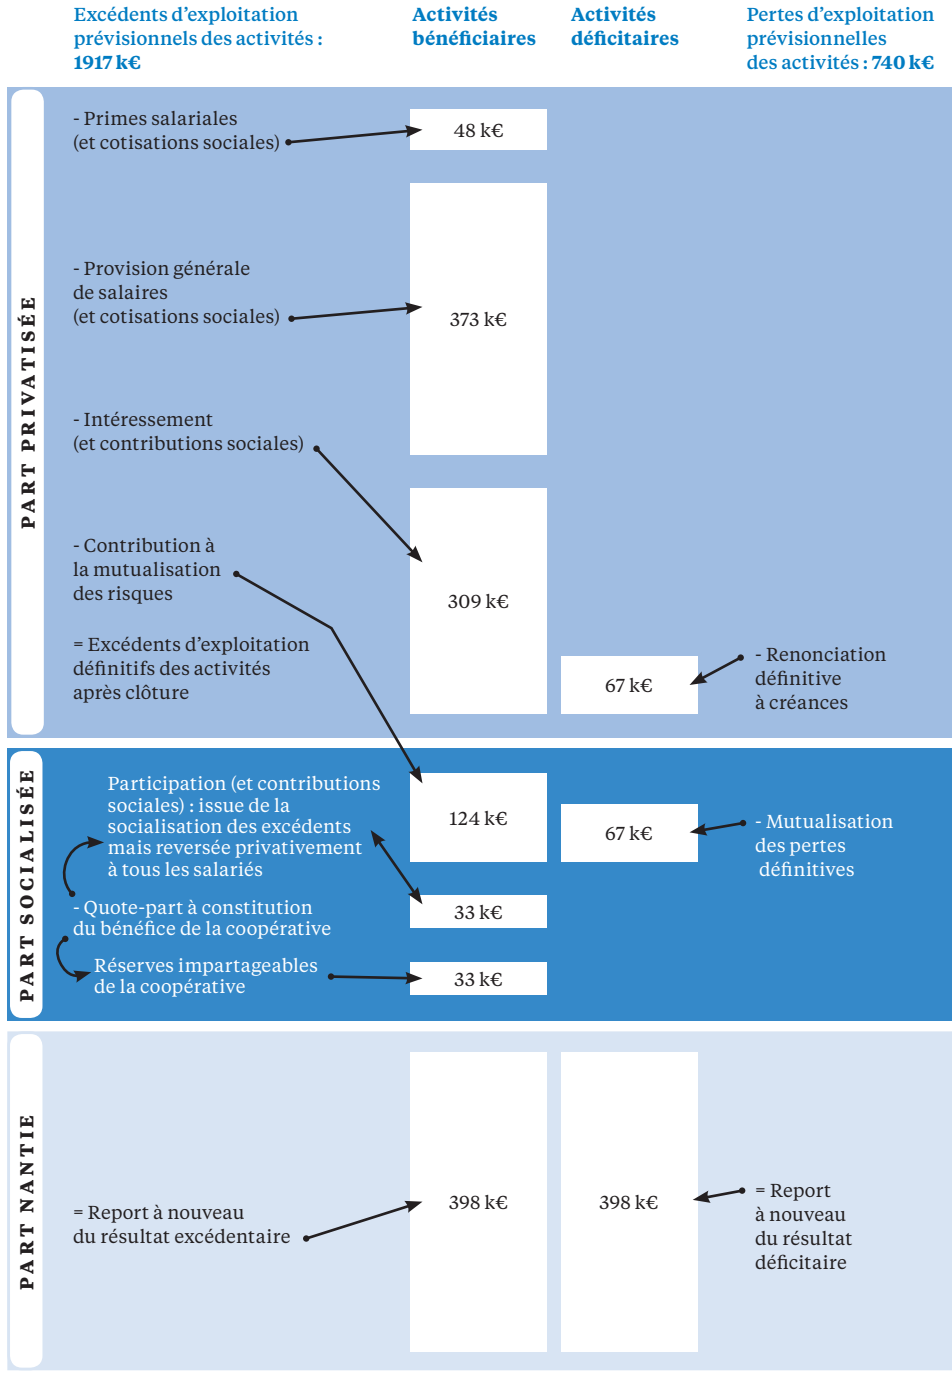 Excédents d’exploitation
prévisionnels des activités :
1917 k€
Activités
bénéficiaires
Activités
déficitaires
Pertes d’exploitation
prévisionnelles
des activités : 740 k€
PART PRIVATISÉE
- Primes salariales
(et cotisations sociales)
48 k€
- Provision générale
de salaires
(et cotisations sociales)
373 k€
- Intéressement
(et contributions sociales)
309 k€
- Contribution à
la mutualisation
des risques
= Excédents d’exploitation
définitifs des activités
après clôture
67 k€
- Renonciation
définitive
à créances
PART SOCIALISÉE
Participation (et contributions
sociales) : issue de la
socialisation des excédents
mais reversée privativement
à tous les salariés
124 k€
67 k€
- Mutualisation
des pertes
définitives
- Quote-part à constitution
du bénéfice de la coopérative
33 k€
Réserves impartageables
de la coopérative
33 k€
PART NANTIE
= Report à nouveau
du résultat excédentaire
398 k€
398 k€
= Report
à nouveau
du résultat
déficitaire